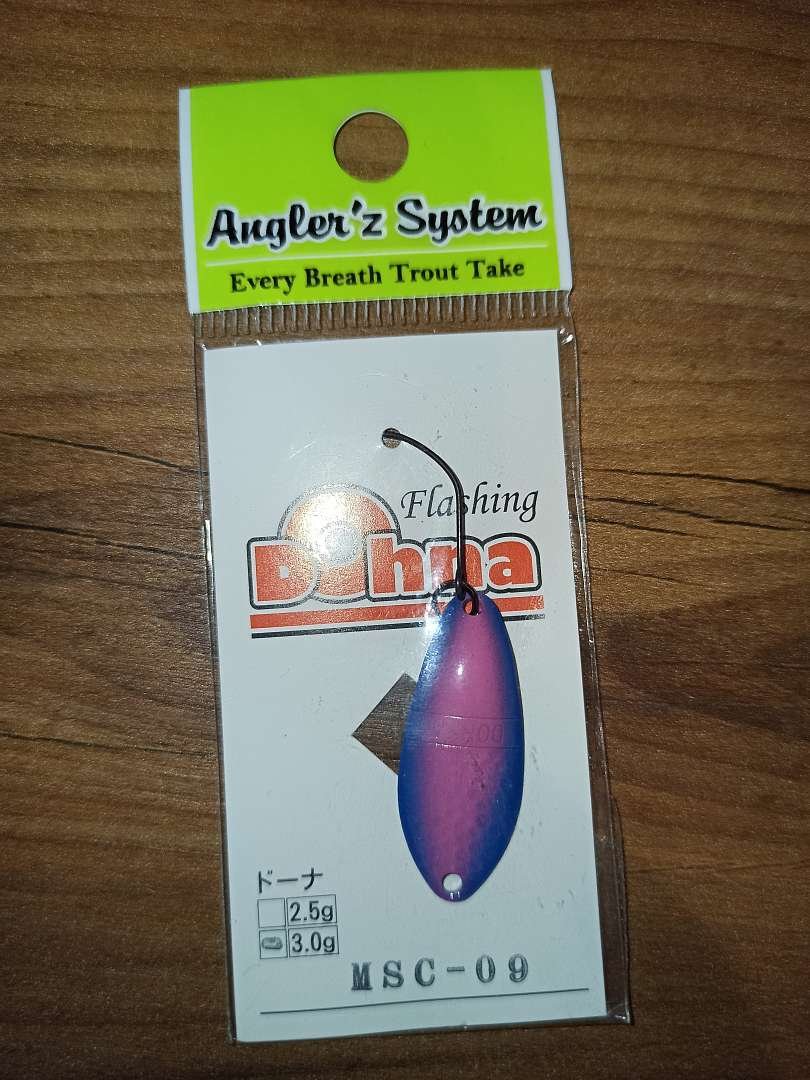 Angler'z System
Every Breath Trout Take
Flashing
Dohna
ドーナ
2.5g
3.0g
MSC-09